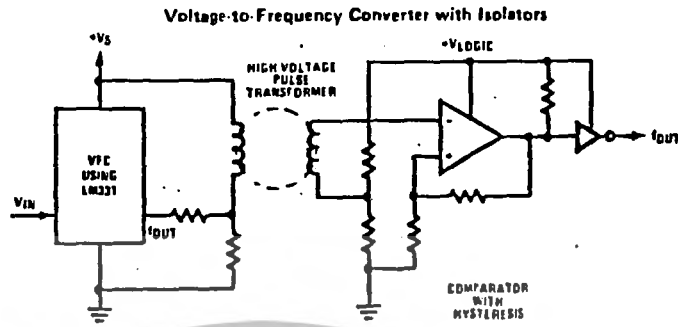 Voltage-to-Frequency Converter with Isolators
+VS
HIGH VOLTAGE
PULSE
TRANSFORMER
+VLOGIC
VFC
USING
LM331
VIN
fOUT
-
+
fOUT
COMPARATOR
WITH
HYSTERESIS